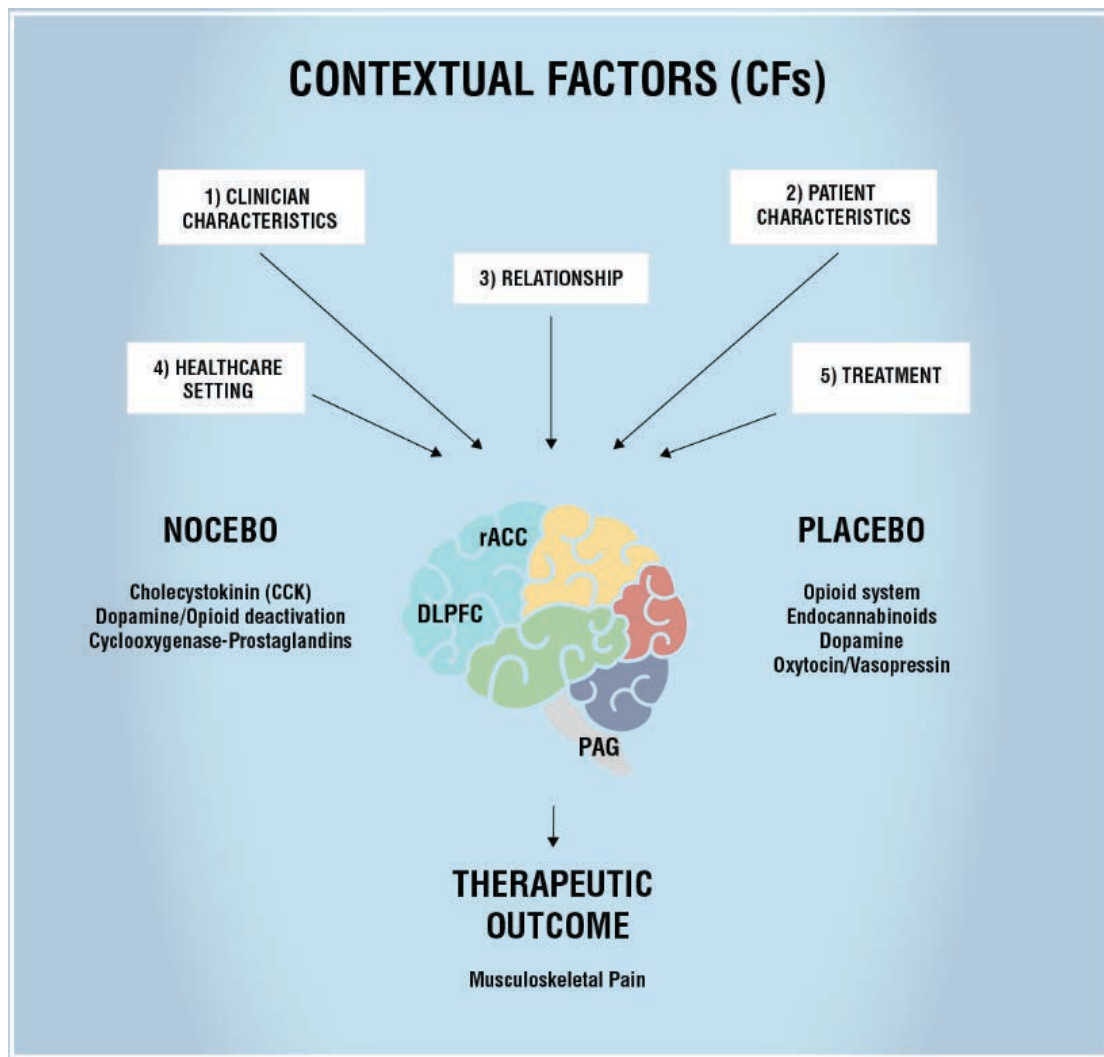 CONTEXTUAL FACTORS (CFs)
1) CLINICIAN
CHARACTERISTICS
2) PATIENT
CHARACTERISTICS
3) RELATIONSHIP
4) HEALTHCARE
SETTING
5) TREATMENT
NOCEBO
Cholecystokinin (CCK)
Dopamine/Opioid deactivation
Cyclooxygenase-Prostaglandins
rACC
DLPFC
PAG
PLACEBO
Opioid system
Endocannabinoids
Dopamine
Oxytocin/Vasopressin
THERAPEUTIC
OUTCOME
Musculoskeletal Pain